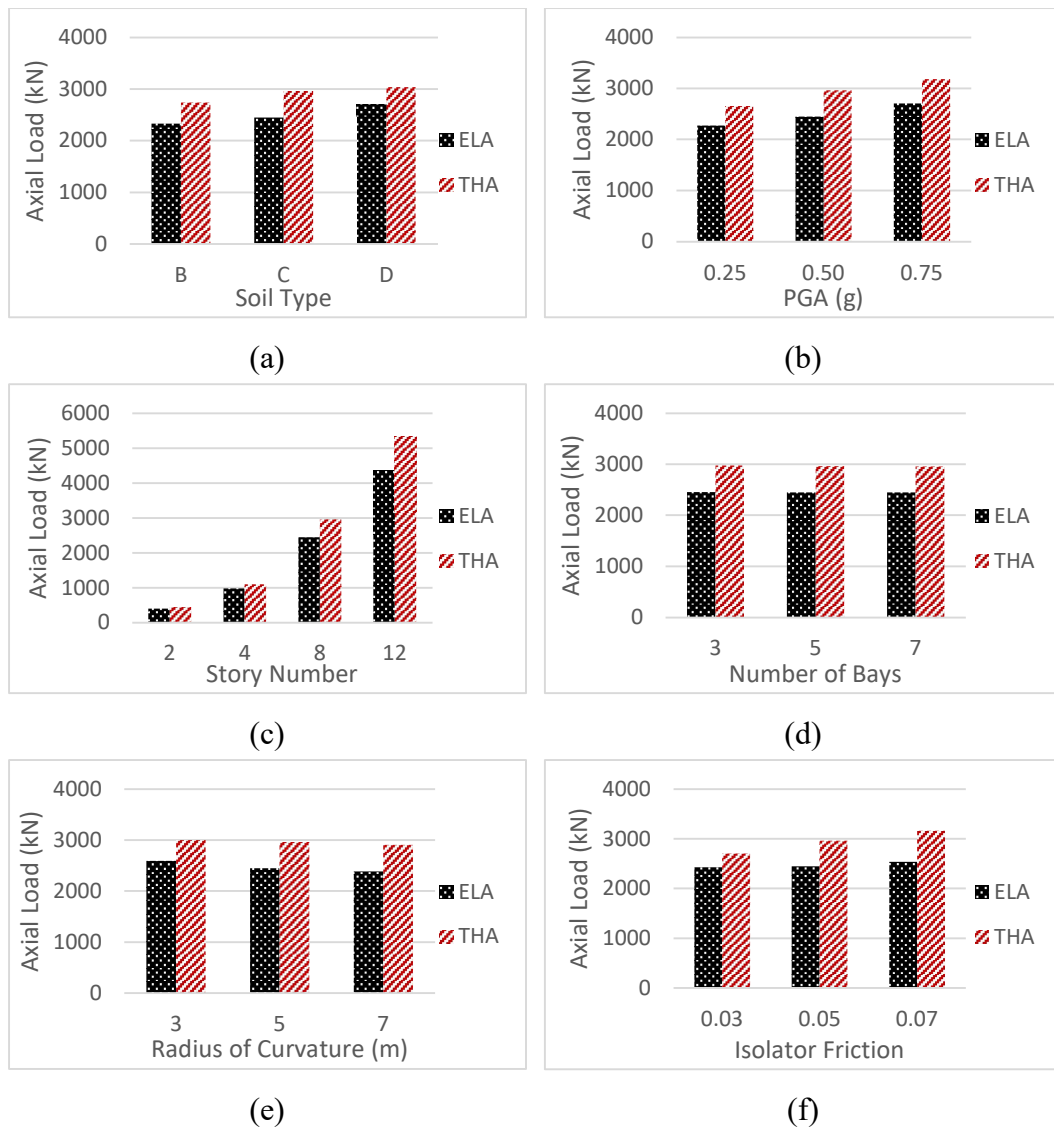 Axial Load (kN)
4000
3000
2000
1000
0
B C D
Soil Type
ELA
THA
(a)
Axial Load (kN)
4000
3000
2000
1000
0
0.25 0.50 0.75
PGA (g)
ELA
THA
(b)
Axial Load (kN)
6000
5000
4000
3000
2000
1000
0
2 4 8 12
Story Number
ELA
THA
(c)
Axial Load (kN)
4000
3000
2000
1000
0
3 5 7
Number of Bays
ELA
THA
(d)
Axial Load (kN)
4000
3000
2000
1000
0
3 5 7
Radius of Curvature (m)
ELA
THA
(e)
Axial Load (kN)
4000
3000
2000
1000
0
0.03 0.05 0.07
Isolator Friction
ELA
THA
(f)